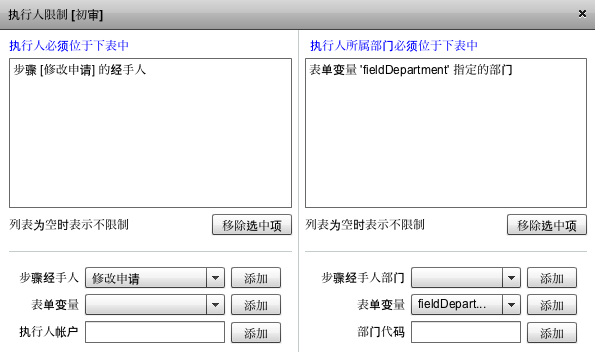 执行人限制 [初审]
执行人必须位于下表中
步骤 [修改申请] 的经手人
列表为空时表示不限制
移除选中项
步骤经手人 修改申请 添加
表单变量 添加
执行人帐户 添加
执行人所属部门必须位于下表中
表单变量 'fieldDepartment' 指定的部门
列表为空时表示不限制
移除选中项
步骤经手人部门 添加
表单变量 fieldDepart... 添加
部门代码 添加